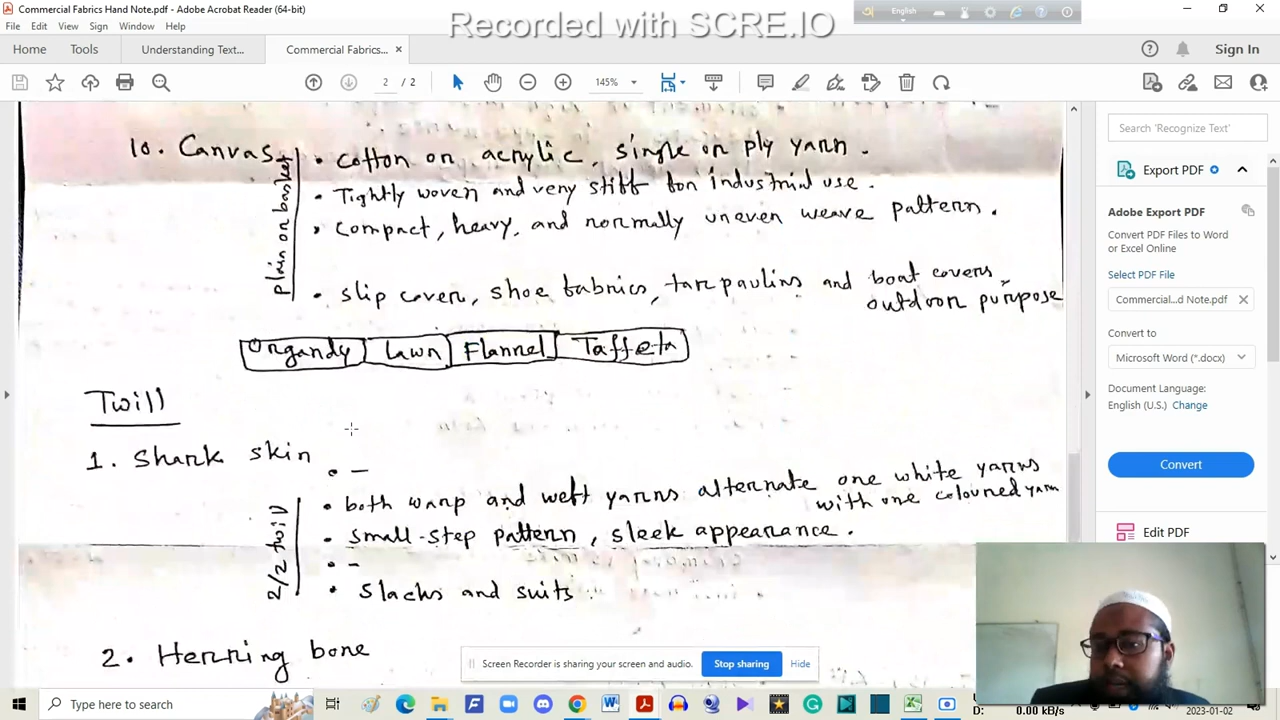 Commercial Fabrics Hand Note.pdf - Adobe Acrobat Reader (64-bit)
Recorded with SCRE.IO
English
File Edit View Sign Window Help
Home Tools Understanding Text... Commercial Fabrics... × Sign In
2 / 2 145%
10. Canvas
plain or basket
• cotton or acrylic, single or ply yarn.
• Tightly woven and very stiff for industrial use.
• compact, heavy, and normally uneven weave pattern.
• slip cover, shoe fabrics, tarpaulins and boat covers
outdoor purpose
Organdy Lawn Flannel Taffeta
Twill
1. Shark skin
• –
2/2 twill
• both warp and weft yarns alternate one white yarns
with one coloured yarn
• small-step pattern, sleek appearance.
• -
• slacks and suits
2. Herring bone
Search 'Recognize Text'
Export PDF
Adobe Export PDF
Convert PDF Files to Word
or Excel Online
Select PDF File
Commercial...d Note.pdf
Convert to
Microsoft Word (*.docx)
Document Language:
English (U.S.) Change
Convert
Edit PDF
Screen Recorder is sharing your screen and audio. Stop sharing Hide
Type here to search
D: 0.00 kB/s
2023-01-02